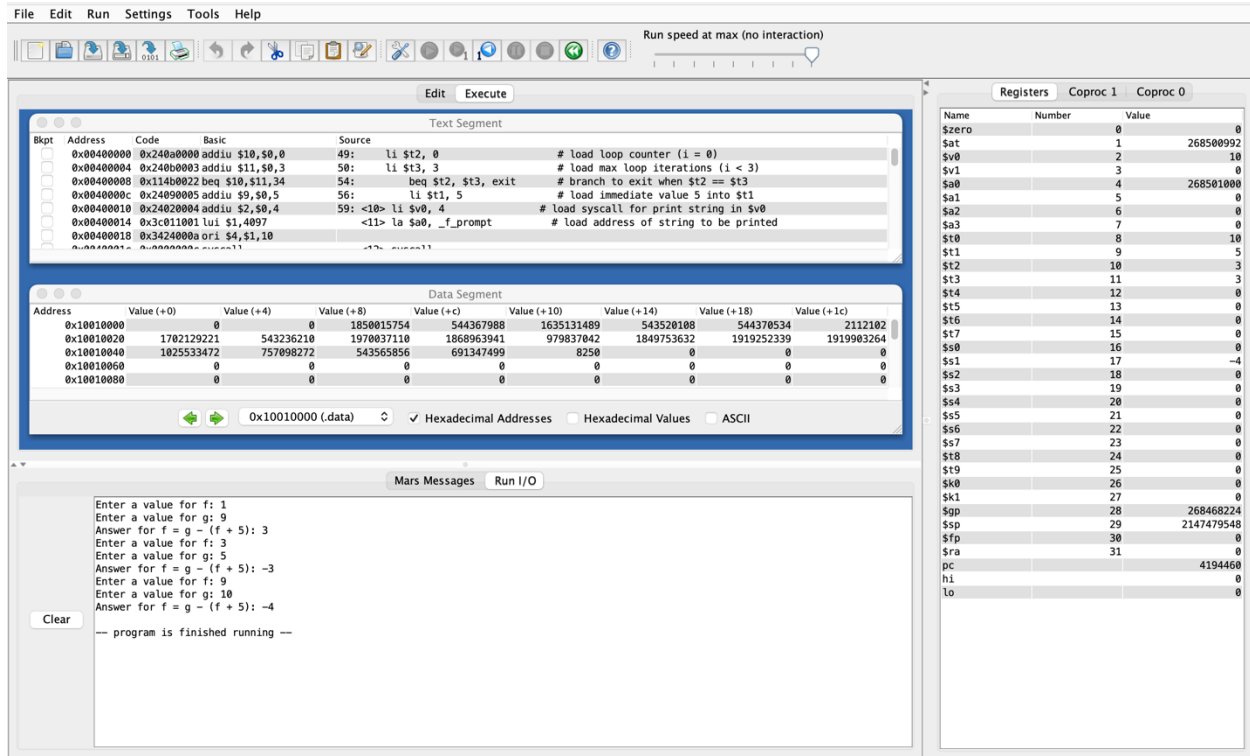 File Edit Run Settings Tools Help
Run speed at max (no interaction)
Edit Execute
Text Segment
Bkpt Address Code Basic Source
0x00400000 0x240a0000 addiu $10,$0,0 49: li $t2, 0 # load loop counter (i = 0)
0x00400004 0x240b0003 addiu $11,$0,3 50: li $t3, 3 # load max loop iterations (i < 3)
0x00400008 0x114b0022 beq $10,$11,34 54: beq $t2, $t3, exit # branch to exit when $t2 == $t3
0x0040000c 0x24090005 addiu $9,$0,5 56: li $t1, 5 # load immediate value 5 into $t1
0x00400010 0x24020004 addiu $2,$0,4 59: <10> li $v0, 4 # load syscall for print string in $v0
0x00400014 0x3c011001 lui $1,4097 <11> la $a0, _f_prompt # load address of string to be printed
0x00400018 0x3424000a ori $4,$1,10
Data Segment
Address Value (+0) Value (+4) Value (+8) Value (+c) Value (+10) Value (+14) Value (+18) Value (+1c)
0x10010000 0 0 1850015754 544367988 1635131489 543520108 544370534 2112102
0x10010020 1702129221 543236210 1970037110 1868963941 979837042 1849753632 1919252339 1919903264
0x10010040 1025533472 757098272 543565856 691347499 8250 0 0 0
0x10010060 0 0 0 0 0 0 0 0
0x10010080 0 0 0 0 0 0 0 0
0x10010000 (.data) Hexadecimal Addresses Hexadecimal Values ASCII
Mars Messages Run I/O
Enter a value for f: 1
Enter a value for g: 9
Answer for f = g - (f + 5): 3
Enter a value for f: 3
Enter a value for g: 5
Answer for f = g - (f + 5): -3
Enter a value for f: 9
Enter a value for g: 10
Answer for f = g - (f + 5): -4
-- program is finished running --
Clear
Registers Coproc 1 Coproc 0
Name Number Value
$zero 0 0
$at 1 268500992
$v0 2 10
$v1 3 0
$a0 4 268501000
$a1 5 0
$a2 6 0
$a3 7 0
$t0 8 10
$t1 9 5
$t2 10 3
$t3 11 3
$t4 12 0
$t5 13 0
$t6 14 0
$t7 15 0
$s0 16 0
$s1 17 -4
$s2 18 0
$s3 19 0
$s4 20 0
$s5 21 0
$s6 22 0
$s7 23 0
$t8 24 0
$t9 25 0
$k0 26 0
$k1 27 0
$gp 28 268468224
$sp 29 2147479548
$fp 30 0
$ra 31 0
pc 4194460
hi 0
lo 0